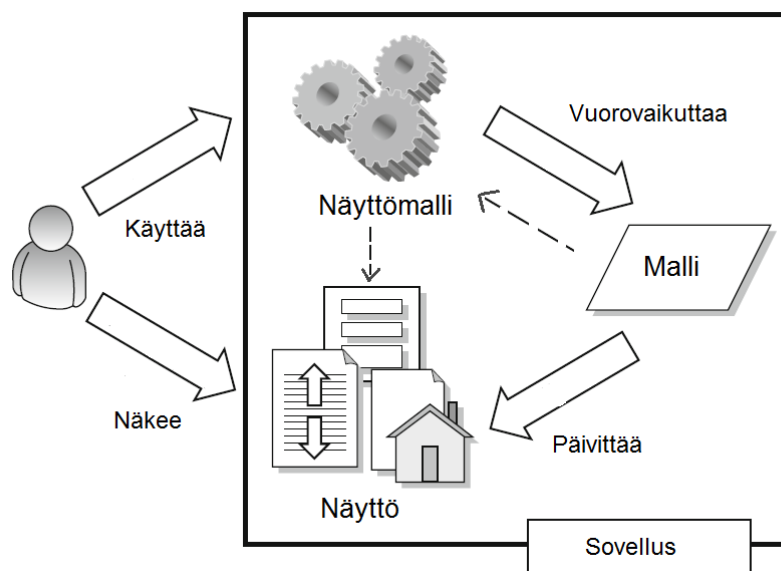 Vuorovaikuttaa
Näyttömalli
Käyttää
Malli
Näkee
Päivittää
Näyttö
Sovellus